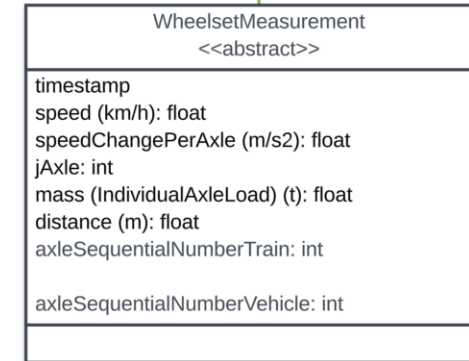 WheelsetMeasurement
<<abstract>>
timestamp
speed (km/h): float
speedChangePerAxle (m/s2): float
jAxle: int
mass (IndividualAxleLoad) (t): float
distance (m): float
axleSequentialNumberTrain: int
axleSequentialNumberVehicle: int